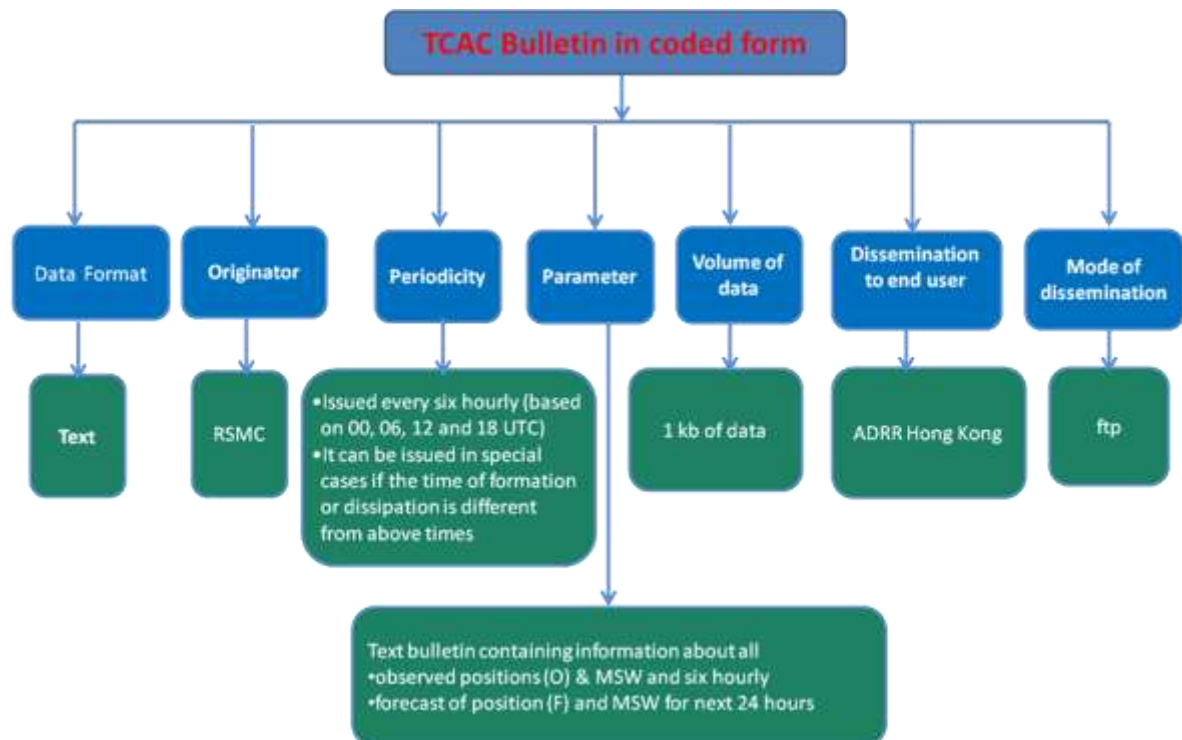 TCAC Bulletin in coded form
Data Format
Originator
Periodicity
Parameter
Volume of
data
Dissemination
to end user
Mode of
dissemination
Text
RSMC
•Issued every six hourly (based
on 00, 06, 12 and 18 UTC)
•It can be issued in special
cases if the time of formation
or dissipation is different
from above times
1 kb of data
ADRR Hong Kong
ftp
Text bulletin containing information about all
•observed positions (O) & MSW and six hourly
•forecast of position (F) and MSW for next 24 hours